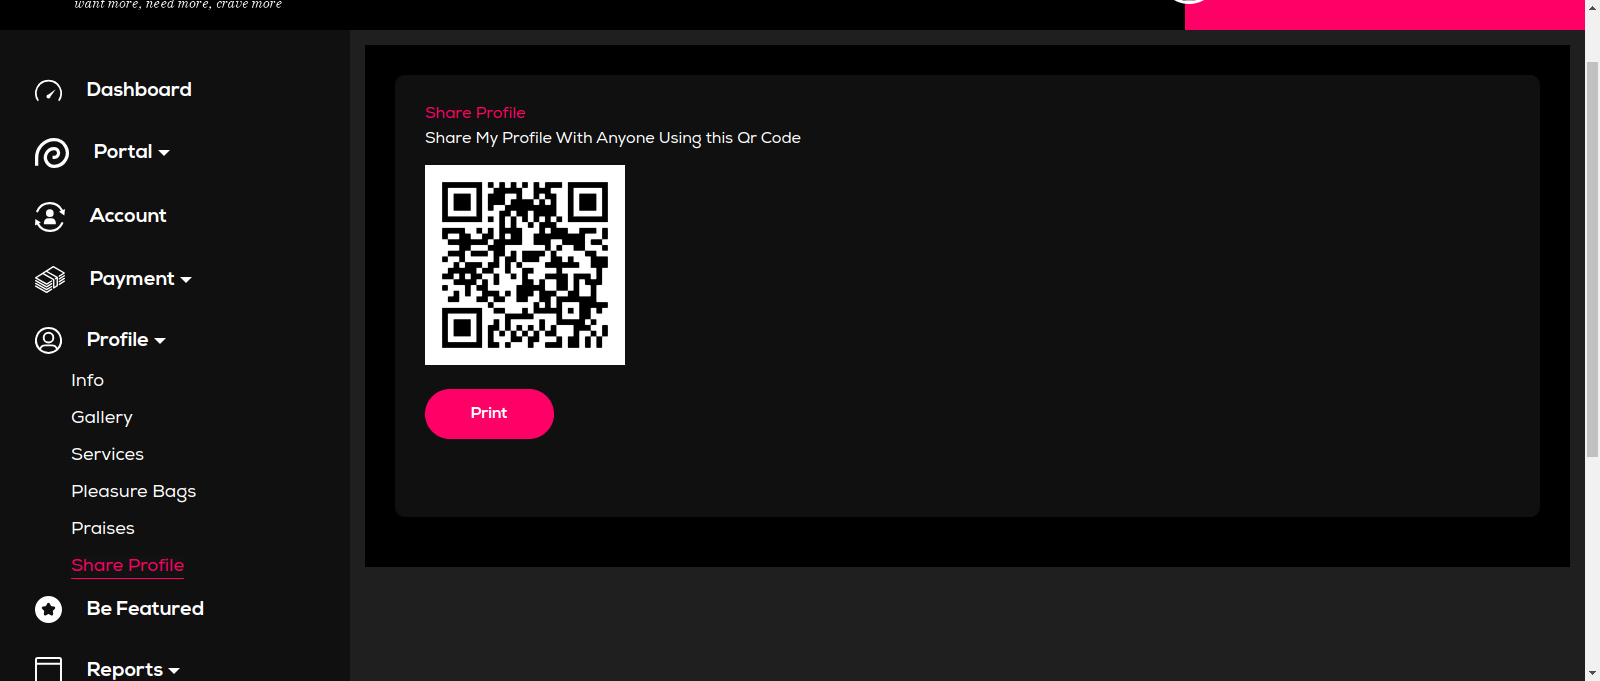 want more, need more, crave more
Dashboard
Portal
Account
Payment
Profile
Info
Gallery
Services
Pleasure Bags
Praises
Share Profile
Be Featured
Reports
Share Profile
Share My Profile With Anyone Using this Qr Code
Print